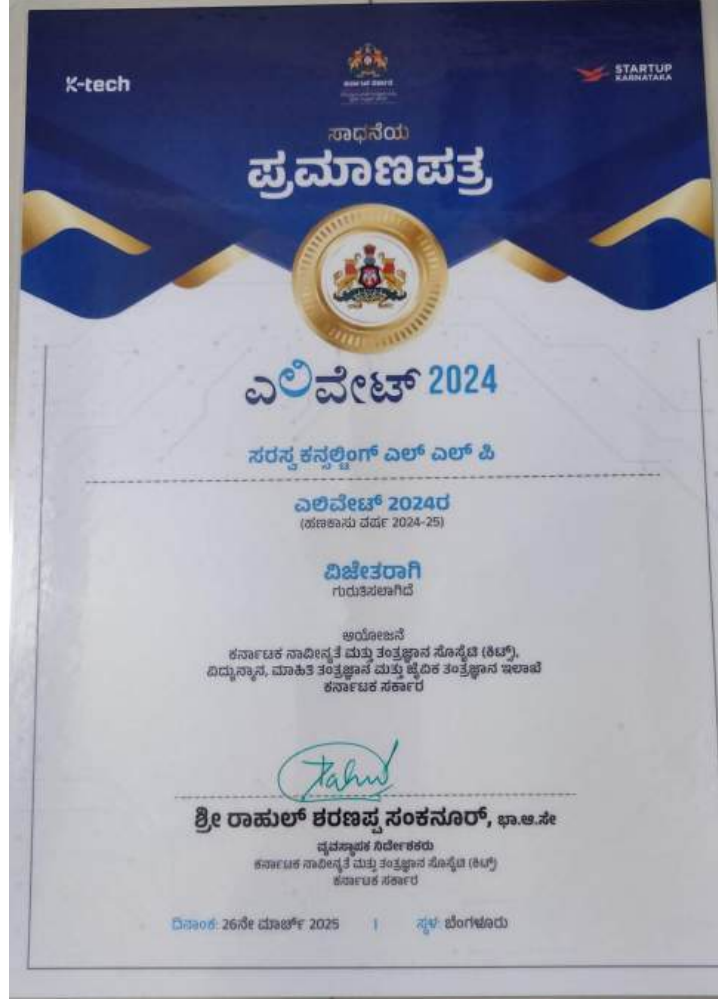 K-tech
STARTUP
KARNATAKA
ಸಾಧನೆಯ
ಪ್ರಮಾಣಪತ್ರ
ಎಲಿವೇಟ್ 2024
ಸರಸ್ವ ಕನ್ಸಲ್ಟಿಂಗ್ ಎಲ್ ಎಲ್ ಪಿ
ಎಲಿವೇಟ್ 2024ರ
(ಹಣಕಾಸು ವರ್ಷ 2024-25)
ವಿಜೇತರಾಗಿ
ಗುರುತಿಸಲಾಗಿದೆ
ಆಯೋಜನೆ
ಕರ್ನಾಟಕ ನಾವೀನ್ಯತೆ ಮತ್ತು ತಂತ್ರಜ್ಞಾನ ಸೊಸೈಟಿ (ಕಿಟ್ಸ್),
ವಿದ್ಯುನ್ಮಾನ, ಮಾಹಿತಿ ತಂತ್ರಜ್ಞಾನ ಮತ್ತು ಜೈವಿಕ ತಂತ್ರಜ್ಞಾನ ಇಲಾಖೆ
ಕರ್ನಾಟಕ ಸರ್ಕಾರ
ಶ್ರೀ ರಾಹುಲ್ ಶರಣಪ್ಪ ಸಂಕನೂರ್, ಭಾ.ಆ.ಸೇ
ವ್ಯವಸ್ಥಾಪಕ ನಿರ್ದೇಶಕರು
ಕರ್ನಾಟಕ ನಾವೀನ್ಯತೆ ಮತ್ತು ತಂತ್ರಜ್ಞಾನ ಸೊಸೈಟಿ (ಕಿಟ್ಸ್)
ಕರ್ನಾಟಕ ಸರ್ಕಾರ
ದಿನಾಂಕ: 26ನೇ ಮಾರ್ಚ್ 2025 | ಸ್ಥಳ: ಬೆಂಗಳೂರು